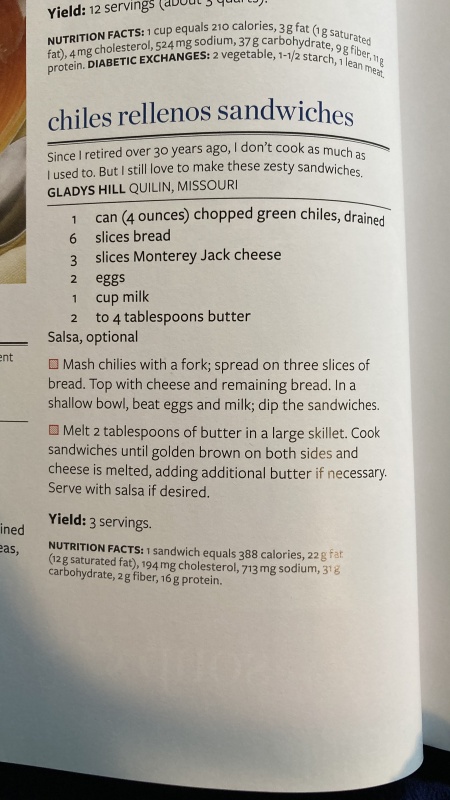 Yield: 12 servings (about 3 quarts).
NUTRITION FACTS: 1 cup equals 210 calories, 3 g fat (1 g saturated
fat), 4 mg cholesterol, 524 mg sodium, 37 g carbohydrate, 9 g fiber, 11 g
protein. DIABETIC EXCHANGES: 2 vegetable, 1-1/2 starch, 1 lean meat.
chiles rellenos sandwiches
Since I retired over 30 years ago, I don't cook as much as
I used to. But I still love to make these zesty sandwiches.
GLADYS HILL QUILIN, MISSOURI
1 can (4 ounces) chopped green chiles, drained
6 slices bread
3 slices Monterey Jack cheese
2 eggs
1 cup milk
2 to 4 tablespoons butter
Salsa, optional
Mash chilies with a fork; spread on three slices of
bread. Top with cheese and remaining bread. In a
shallow bowl, beat eggs and milk; dip the sandwiches.
Melt 2 tablespoons of butter in a large skillet. Cook
sandwiches until golden brown on both sides and
cheese is melted, adding additional butter if necessary.
Serve with salsa if desired.
Yield: 3 servings.
NUTRITION FACTS: 1 sandwich equals 388 calories, 22 g fat
(12 g saturated fat), 194 mg cholesterol, 713 mg sodium, 31 g
carbohydrate, 2 g fiber, 16 g protein.